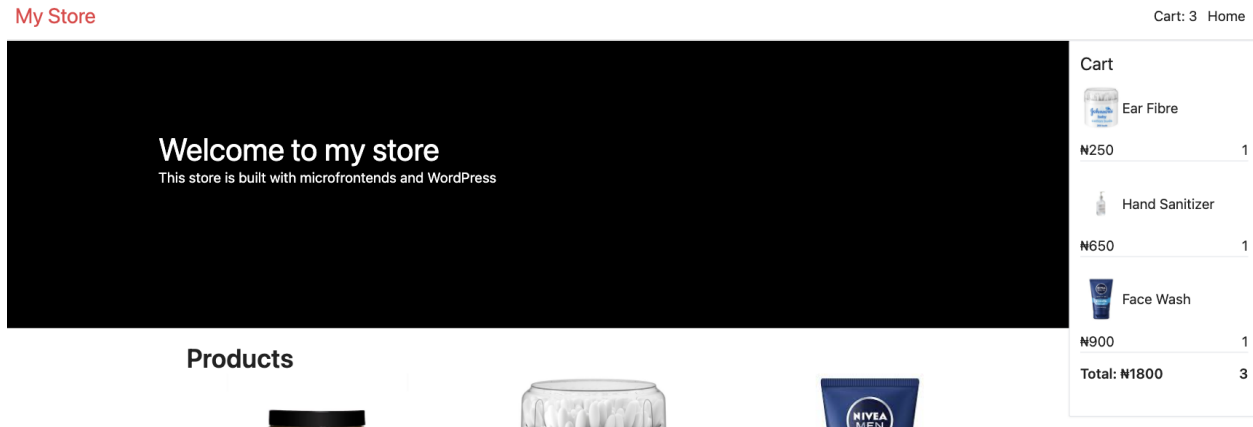 My Store
Cart: 3 Home
Welcome to my store
This store is built with microfrontends and WordPress
Products
NIVEA
MEN
Cart
Ear Fibre
₦250 1
Hand Sanitizer
₦650 1
Face Wash
₦900 1
Total: ₦1800 3